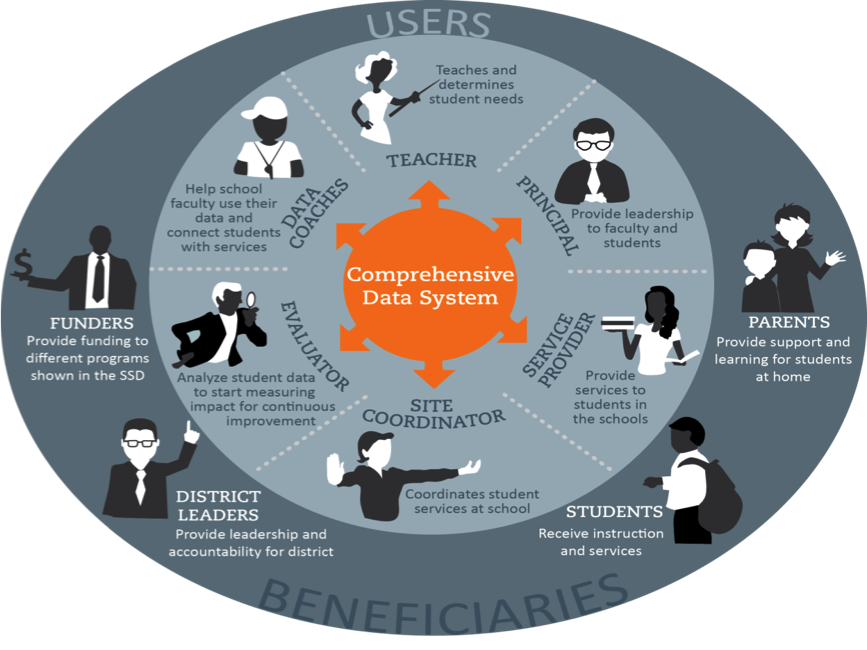 USERS
Teaches and
determines
student needs
TEACHER
PRINCIPAL
Provide leadership
to faculty and
students
SERVICE
PROVIDER
Provide
services to
students in
the schools
SITE
COORDINATOR
Coordinates student
services at school
EVALUATOR
Analyze student data
to start measuring
impact for continuous
improvement
DATA
COACHES
Help school
faculty use their
data and
connect students
with services
Comprehensive
Data System
$
FUNDERS
Provide funding to
different programs
shown in the SSD
DISTRICT
LEADERS
Provide leadership and
accountability for district
PARENTS
Provide support and
learning for students
at home
STUDENTS
Receive instruction
and services
BENEFICIARIES